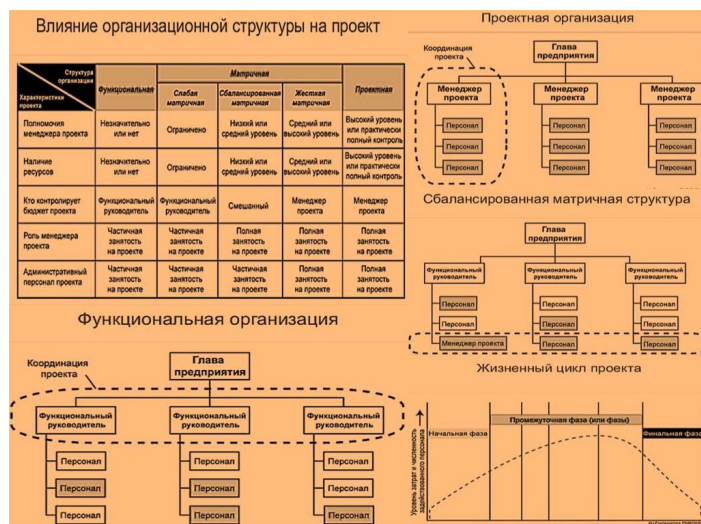 Влияние организационной структуры на проект
Структура
организации
Характеристики
проекта
Функциональная
Матричная
Проектная
Слабая
матричная
Сбалансированная
матричная
Жесткая
матричная
Полномочия
менеджера проекта
Незначительно
или нет
Ограничено
Низкий или
средний уровень
Средний или
высокий уровень
Высокий уровень
или практически
полный контроль
Наличие
ресурсов
Незначительно
или нет
Ограничено
Низкий или
средний уровень
Средний или
высокий уровень
Высокий уровень
или практически
полный контроль
Кто контролирует
бюджет проекта
Функциональный
руководитель
Функциональный
руководитель
Смешанный
Менеджер
проекта
Менеджер
проекта
Роль менеджера
проекта
Частичная
занятость
на проекте
Частичная
занятость
на проекте
Полная
занятость
на проекте
Полная
занятость
на проекте
Полная
занятость
на проекте
Административный
персонал проекта
Частичная
занятость
на проекте
Частичная
занятость
на проекте
Частичная
занятость
на проекте
Полная
занятость
на проекте
Полная
занятость
на проекте
Функциональная организация
Координация
проекта
Глава
предприятия
Функциональный
руководитель
Функциональный
руководитель
Функциональный
руководитель
Персонал
Персонал
Персонал
Персонал
Персонал
Персонал
Персонал
Персонал
Персонал
Проектная организация
Координация
проекта
Глава
предприятия
Менеджер
проекта
Менеджер
проекта
Менеджер
проекта
Персонал
Персонал
Персонал
Персонал
Персонал
Персонал
Персонал
Персонал
Персонал
Сбалансированная матричная структура
Глава
предприятия
Функциональный
руководитель
Функциональный
руководитель
Функциональный
руководитель
Персонал
Персонал
Персонал
Персонал
Персонал
Персонал
Менеджер проекта
Персонал
Персонал
Жизненный цикл проекта
Уровень затрат и численность
задействованного персонала
Начальная фаза
Промежуточная фаза (или фазы)
Финальная фаза